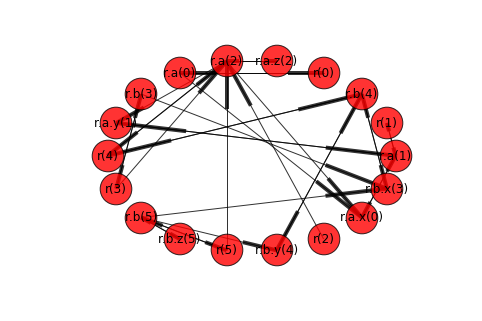 r.a(2)
r.a.z(2)
r.a(0)
r(0)
r.b(3)
r.b(4)
r.a.y(1)
r(1)
r(4)
r.a(1)
r(3)
r.b.x(3)
r.b(5)
r.a.x(0)
r.b.z(5)
r(2)
r(5)
r.b.y(4)